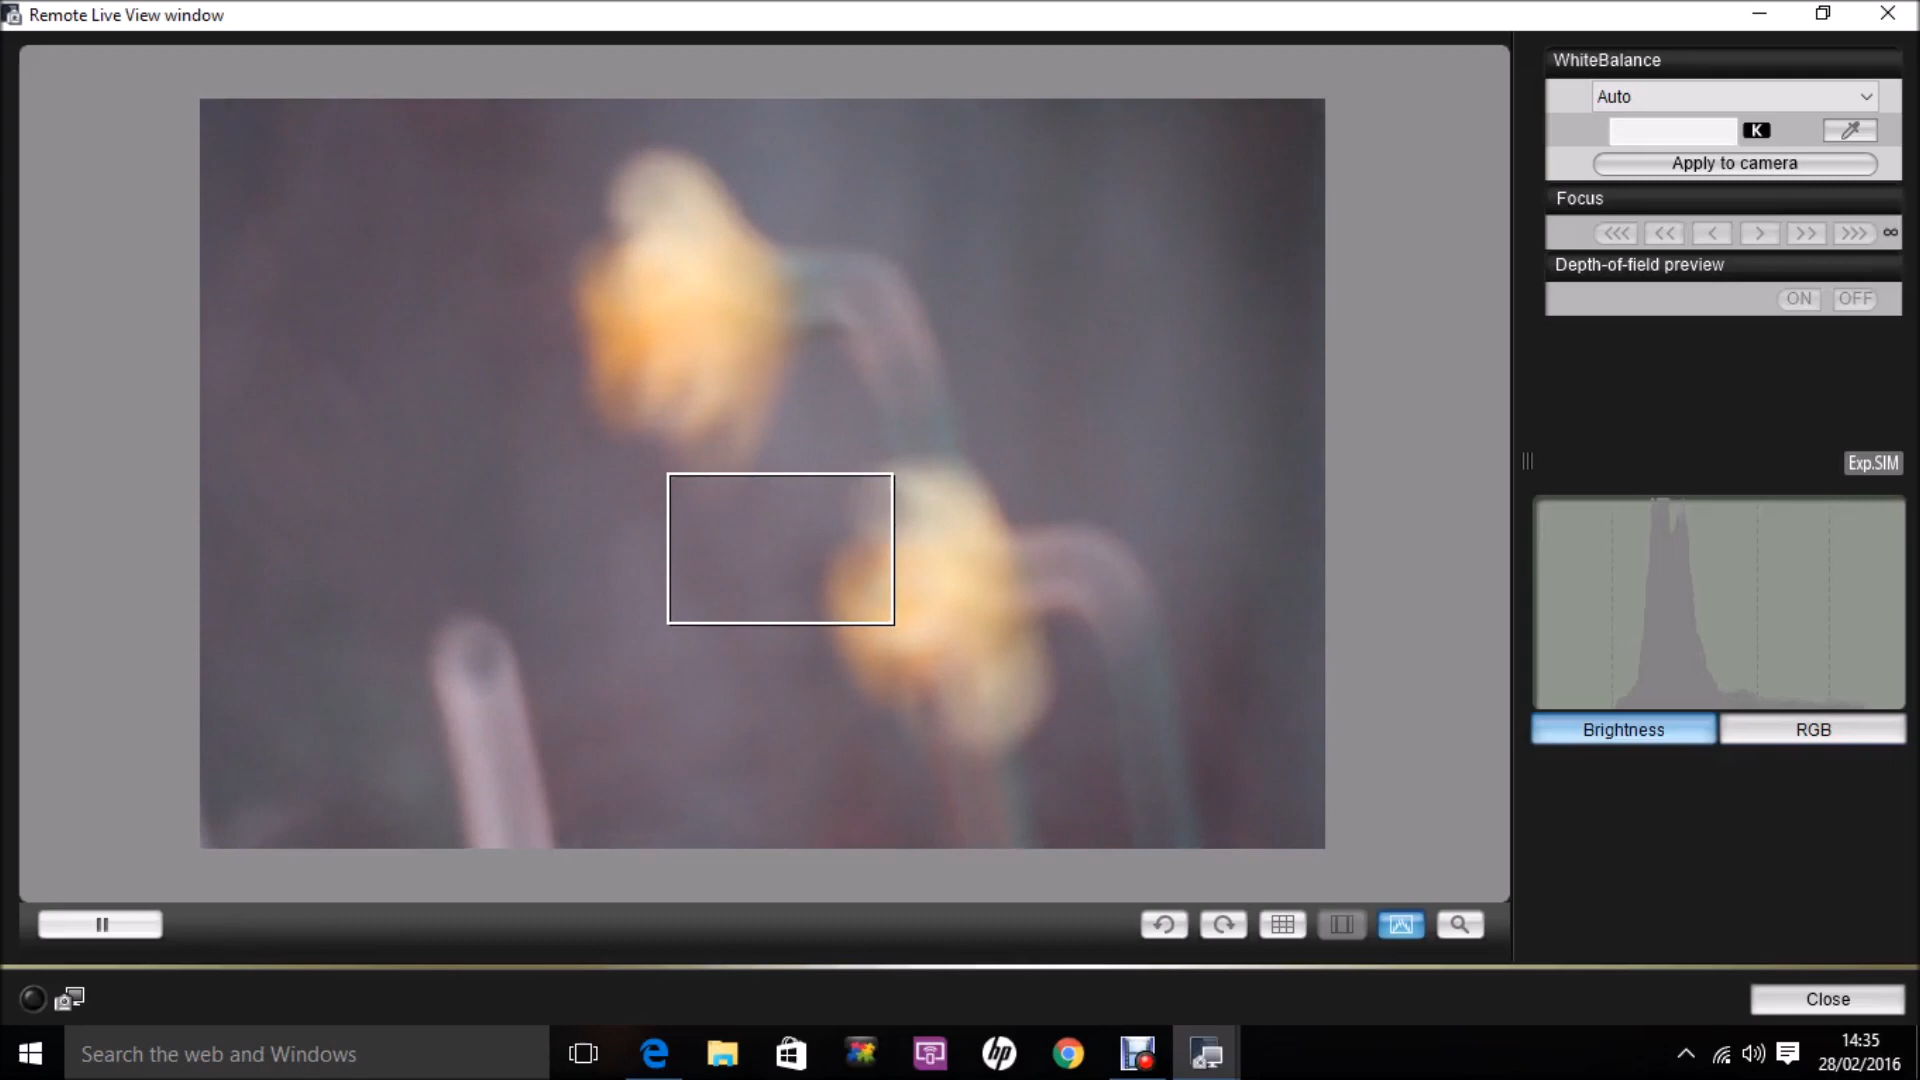 Remote Live View window
WhiteBalance
Auto
K
Apply to camera
Focus
<<< << < > >> >>> ∞
Depth-of-field preview
ON OFF
Exp.SIM
Brightness RGB
Close
Search the web and Windows
hp
14:35
28/02/2016